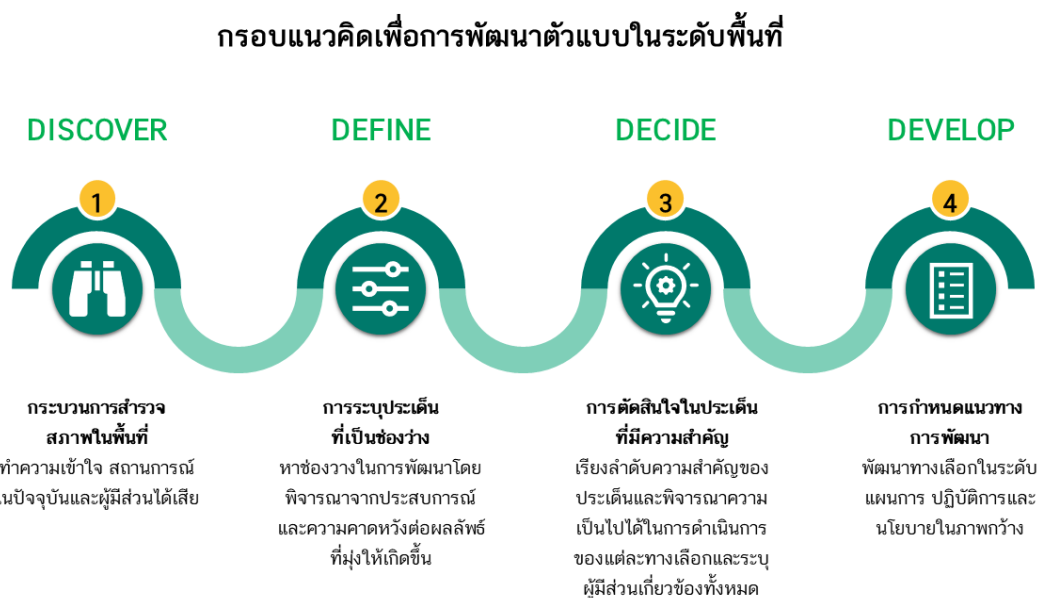 กรอบแนวคิดเพื่อการพัฒนาตัวแบบในระดับพื้นที่
DISCOVER
DEFINE
DECIDE
DEVELOP
1
2
3
4
กระบวนการสำรวจ
สภาพในพื้นที่
ทำความเข้าใจ สถานการณ์
ในปัจจุบันและผู้มีส่วนได้เสีย
การระบุประเด็น
ที่เป็นช่องว่าง
หาช่องวางในการพัฒนาโดย
พิจารณาจากประสบการณ์
และความคาดหวังต่อผลลัพธ์
ที่มุ่งให้เกิดขึ้น
การตัดสินใจในประเด็น
ที่มีความสำคัญ
เรียงลำดับความสำคัญของ
ประเด็นและพิจารณาความ
เป็นไปได้ในการดำเนินการ
ของแต่ละทางเลือกและระบุ
ผู้มีส่วนเกี่ยวข้องทั้งหมด
การกำหนดแนวทาง
การพัฒนา
พัฒนาทางเลือกในระดับ
แผนการ ปฏิบัติการและ
นโยบายในภาพกว้าง